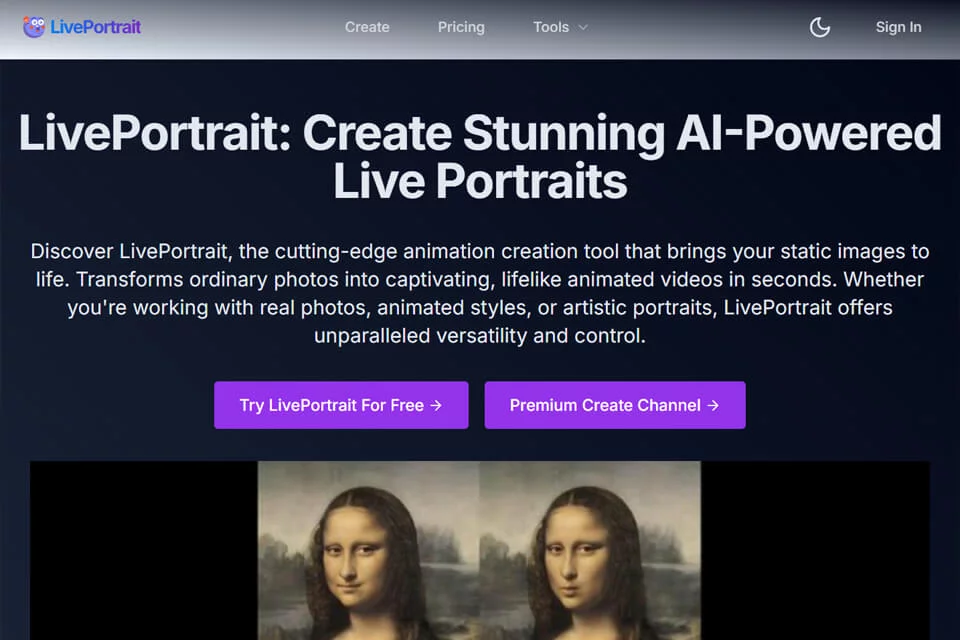 LivePortrait
Create
Pricing
Tools
Sign In
LivePortrait: Create Stunning AI-Powered
Live Portraits
Discover LivePortrait, the cutting-edge animation creation tool that brings your static images to
life. Transforms ordinary photos into captivating, lifelike animated videos in seconds. Whether
you're working with real photos, animated styles, or artistic portraits, LivePortrait offers
unparalleled versatility and control.
Try LivePortrait For Free →
Premium Create Channel →